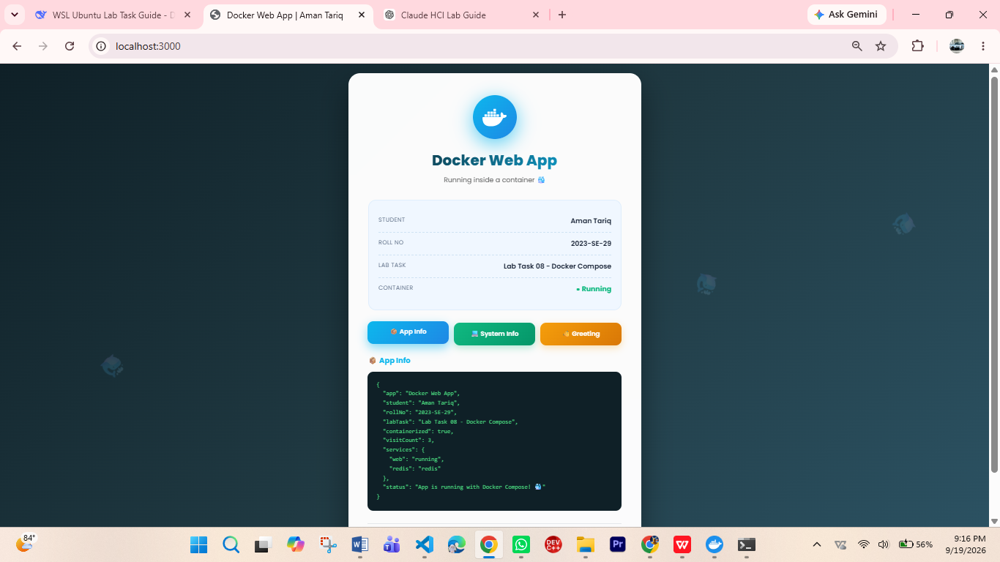 WSL Ubuntu Lab Task Guide - D
Docker Web App | Aman Tariq
Claude HCI Lab Guide
Ask Gemini
localhost:3000
Docker Web App
Running inside a container
STUDENT Aman Tariq
ROLL NO 2023-SE-29
LAB TASK Lab Task 08 - Docker Compose
CONTAINER ● Running
App Info System Info Greeting
App Info
{
"app": "Docker Web App",
"student": "Aman Tariq",
"rollNo": "2023-SE-29",
"labTask": "Lab Task 08 - Docker Compose",
"containerized": true,
"visitCount": 3,
"services": {
"web": "running",
"redis": "redis"
},
"status": "App is running with Docker Compose! "
}
84°
DEV C++
Pr
56%
9:16 PM
9/19/2026